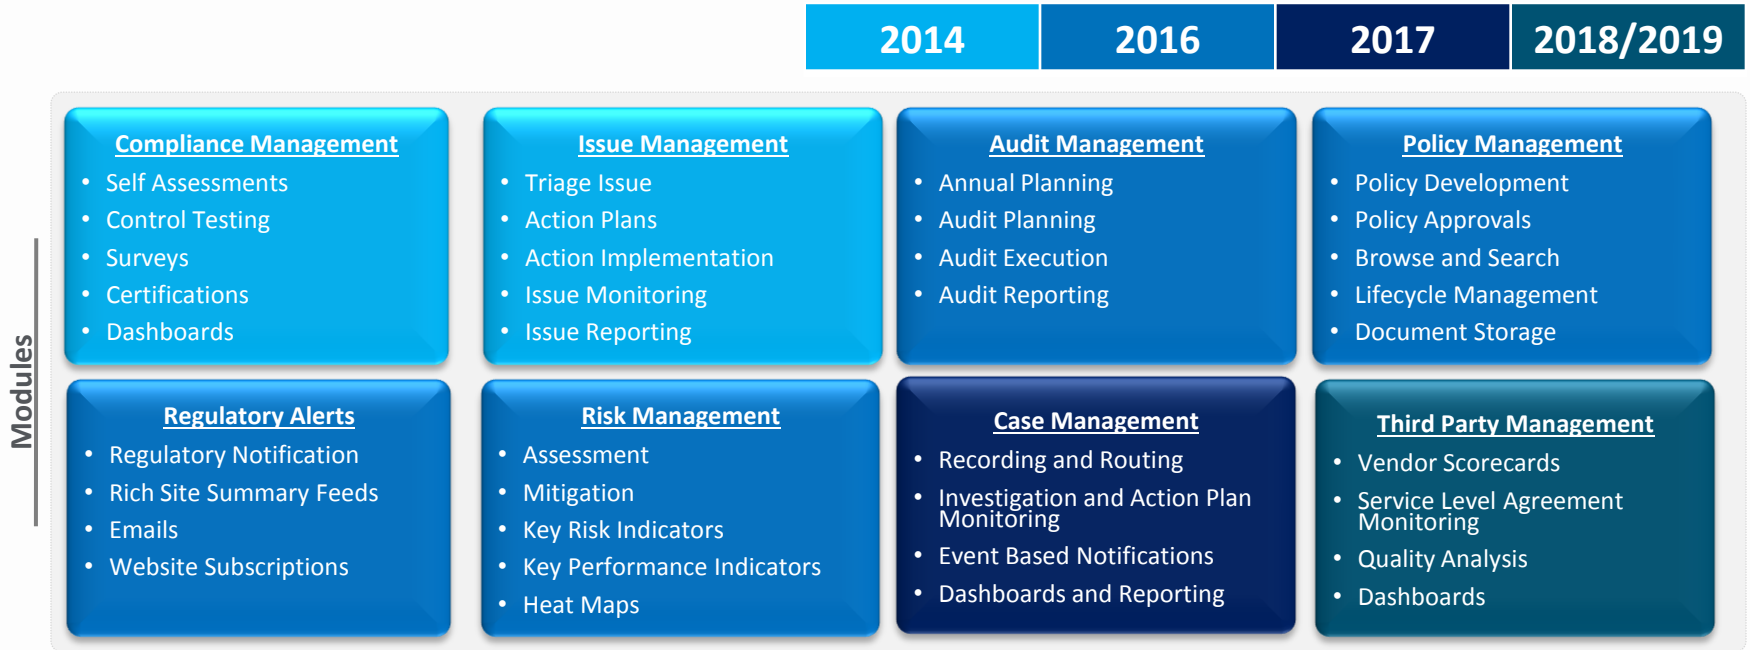 2014
2016
2017
2018/2019
Modules
Compliance Management
• Self Assessments
• Control Testing
• Surveys
• Certifications
• Dashboards
Issue Management
• Triage Issue
• Action Plans
• Action Implementation
• Issue Monitoring
• Issue Reporting
Audit Management
• Annual Planning
• Audit Planning
• Audit Execution
• Audit Reporting
Policy Management
• Policy Development
• Policy Approvals
• Browse and Search
• Lifecycle Management
• Document Storage
Regulatory Alerts
• Regulatory Notification
• Rich Site Summary Feeds
• Emails
• Website Subscriptions
Risk Management
• Assessment
• Mitigation
• Key Risk Indicators
• Key Performance Indicators
• Heat Maps
Case Management
• Recording and Routing
• Investigation and Action Plan
Monitoring
• Event Based Notifications
• Dashboards and Reporting
Third Party Management
• Vendor Scorecards
• Service Level Agreement
Monitoring
• Quality Analysis
• Dashboards